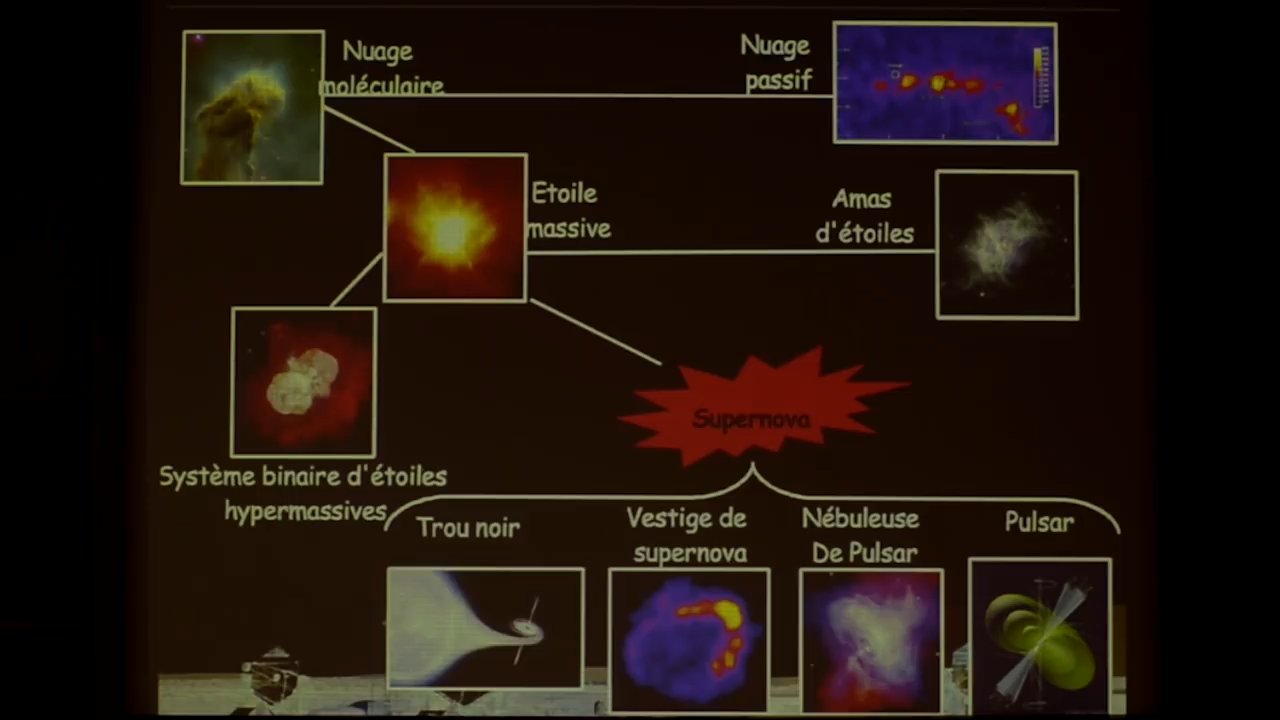 Nuage
moléculaire
Nuage
passif
Etoile
massive
Amas
d'étoiles
Supernova
Système binaire d'étoiles
hypermassives
Trou noir
Vestige de
supernova
Nébuleuse
De Pulsar
Pulsar